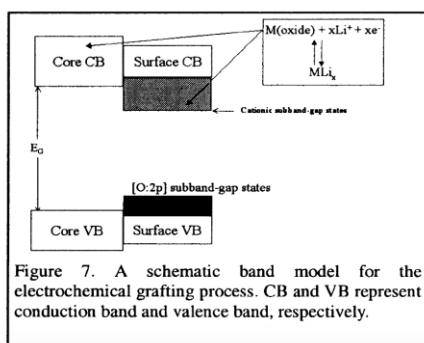 M(oxide) + xLi⁺ + xe⁻
MLiₓ
Core CB
Surface CB
Cationic subband-gap states
E_G
[O:2p] subband-gap states
Core VB
Surface VB
Figure 7. A schematic band model for the
electrochemical grafting process. CB and VB represent
conduction band and valence band, respectively.